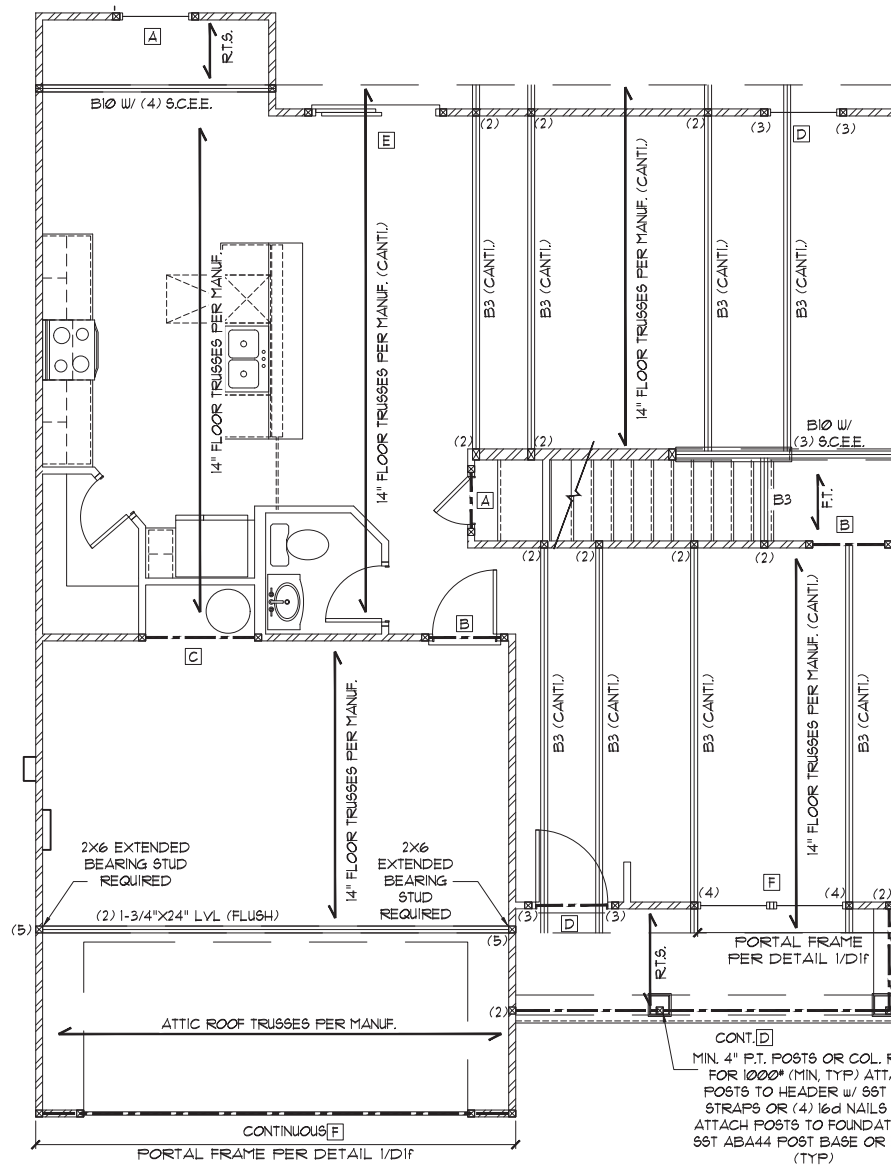 A
R.T.S.
B10 W/ (4) S.C.E.E.
E
(2)
(2)
(2)
(3)
D
(3)
14" FLOOR TRUSSES PER MANUF.
14" FLOOR TRUSSES PER MANUF. (CANTI.)
B3 (CANTI.)
B3 (CANTI.)
14" FLOOR TRUSSES PER MANUF. (CANTI.)
B3 (CANTI.)
B3 (CANTI.)
B10 W/
(3) S.C.E.E.
(2)
(2)
A
B3
F.T.
B
(2)
(2)
(2)
(2)
C
B
14" FLOOR TRUSSES PER MANUF.
B3 (CANTI.)
B3 (CANTI.)
B3 (CANTI.)
14" FLOOR TRUSSES PER MANUF. (CANTI.)
B3 (CANTI.)
2X6 EXTENDED
BEARING STUD
REQUIRED
2X6
EXTENDED
BEARING
STUD
REQUIRED
(2) 1-3/4"X24" LVL (FLUSH)
(5)
(5)
(3)
D
(3)
(4)
F
(4)
(2)
R.T.S.
PORTAL FRAME
PER DETAIL 1/D1f
ATTIC ROOF TRUSSES PER MANUF.
(2)
CONT. D
MIN. 4" P.T. POSTS OR COL.
FOR 1000# (MIN, TYP)
POSTS TO HEADER w/ SST
STRAPS OR (4) 16d NAILS
ATTACH POSTS TO
SST ABA44 POST BASE OR
(TYP)
CONTINUOUS F
PORTAL FRAME PER DETAIL 1/D1f